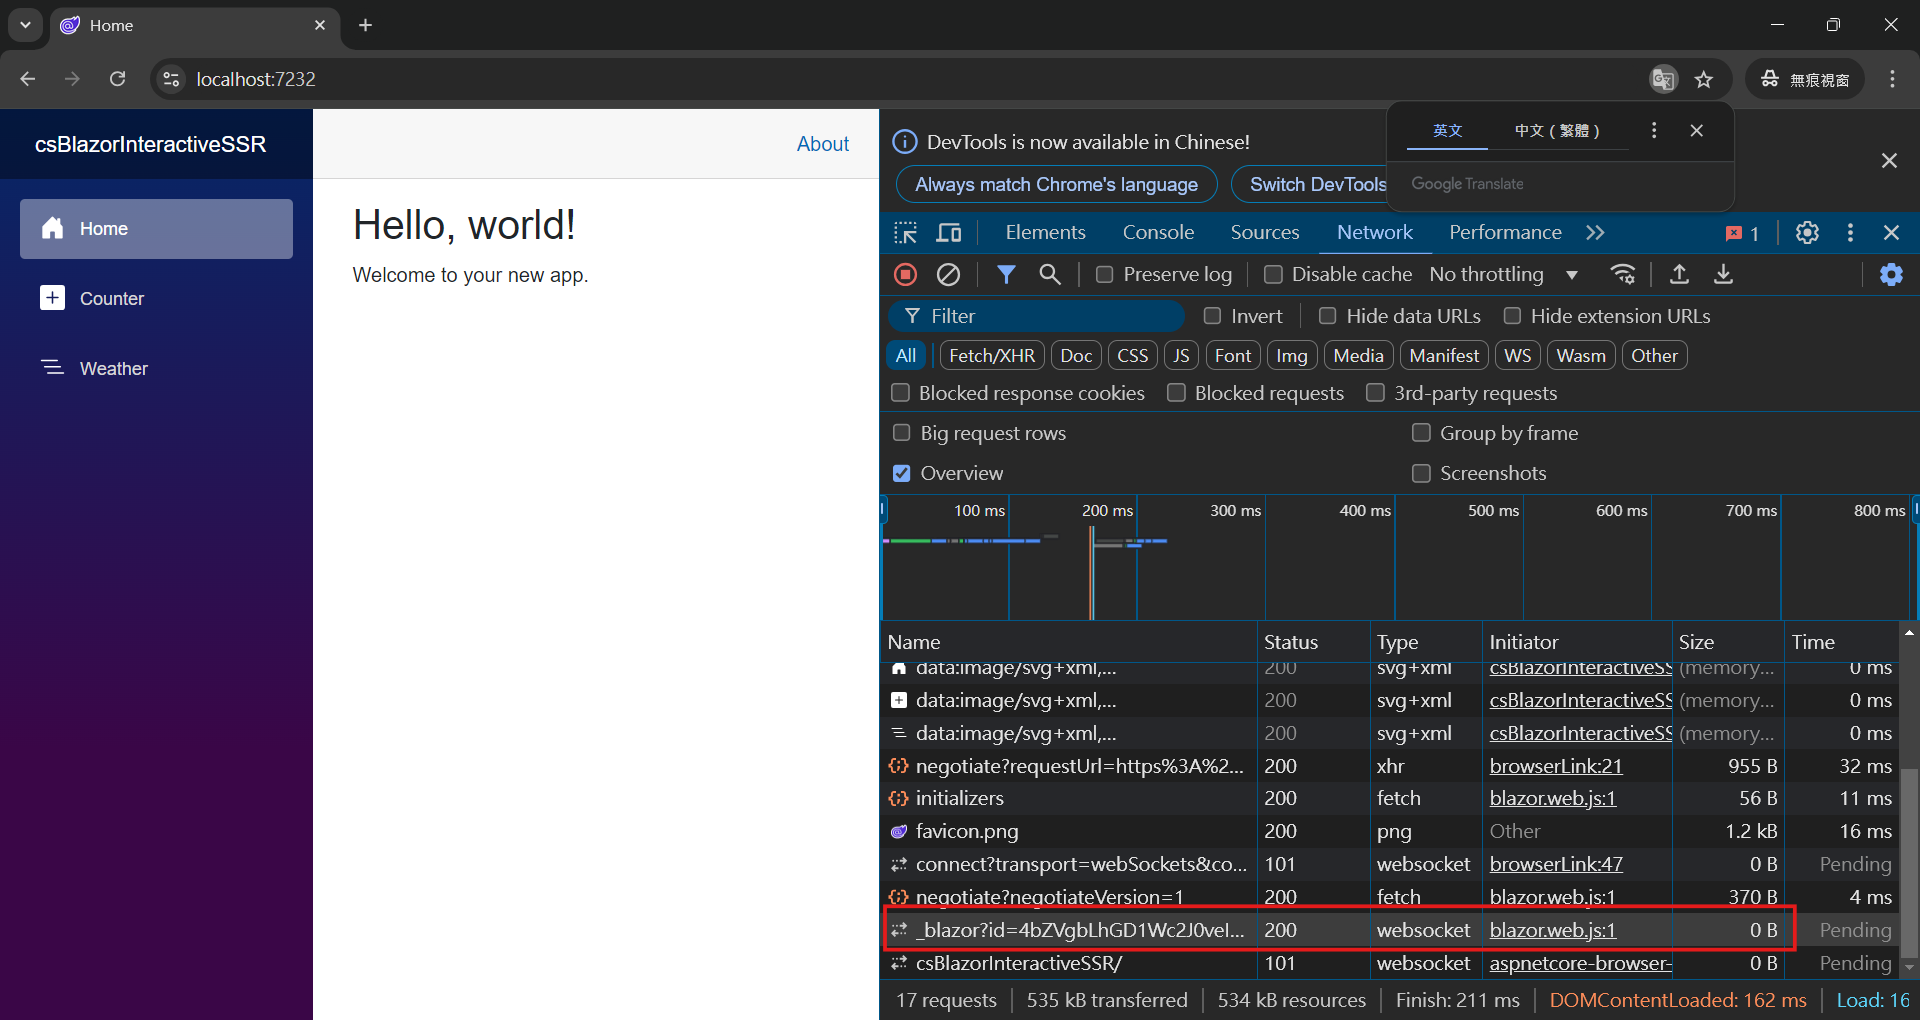 Home
localhost:7232
無痕視窗
csBlazorInteractiveSSR
Home
Counter
Weather
About
Hello, world!
Welcome to your new app.
DevTools is now available in Chinese!
Always match Chrome's language
Switch DevTools
英文
中文（繁體）
Google Translate
Elements
Console
Sources
Network
Performance
1
Preserve log
Disable cache
No throttling
Filter
Invert
Hide data URLs
Hide extension URLs
All
Fetch/XHR
Doc
CSS
JS
Font
Img
Media
Manifest
WS
Wasm
Other
Blocked response cookies
Blocked requests
3rd-party requests
Big request rows
Group by frame
Overview
Screenshots
100 ms 200 ms 300 ms 400 ms 500 ms 600 ms 700 ms 800 ms
Name Status Type Initiator Size Time
data:image/svg+xml,... 200 svg+xml csBlazorInteractiveSS (memory... 0 ms
data:image/svg+xml,... 200 svg+xml csBlazorInteractiveSS (memory... 0 ms
data:image/svg+xml,... 200 svg+xml csBlazorInteractiveSS (memory... 0 ms
negotiate?requestUrl=https%3A%2... 200 xhr browserLink:21 955 B 32 ms
initializers 200 fetch blazor.web.js:1 56 B 11 ms
favicon.png 200 png Other 1.2 kB 16 ms
connect?transport=webSockets&co... 101 websocket browserLink:47 0 B Pending
negotiate?negotiateVersion=1 200 fetch blazor.web.js:1 370 B 4 ms
_blazor?id=4bZVgbLhGD1Wc2J0vel... 200 websocket blazor.web.js:1 0 B Pending
csBlazorInteractiveSSR/ 101 websocket aspnetcore-browser- 0 B Pending
17 requests 535 kB transferred 534 kB resources Finish: 211 ms DOMContentLoaded: 162 ms Load: 16